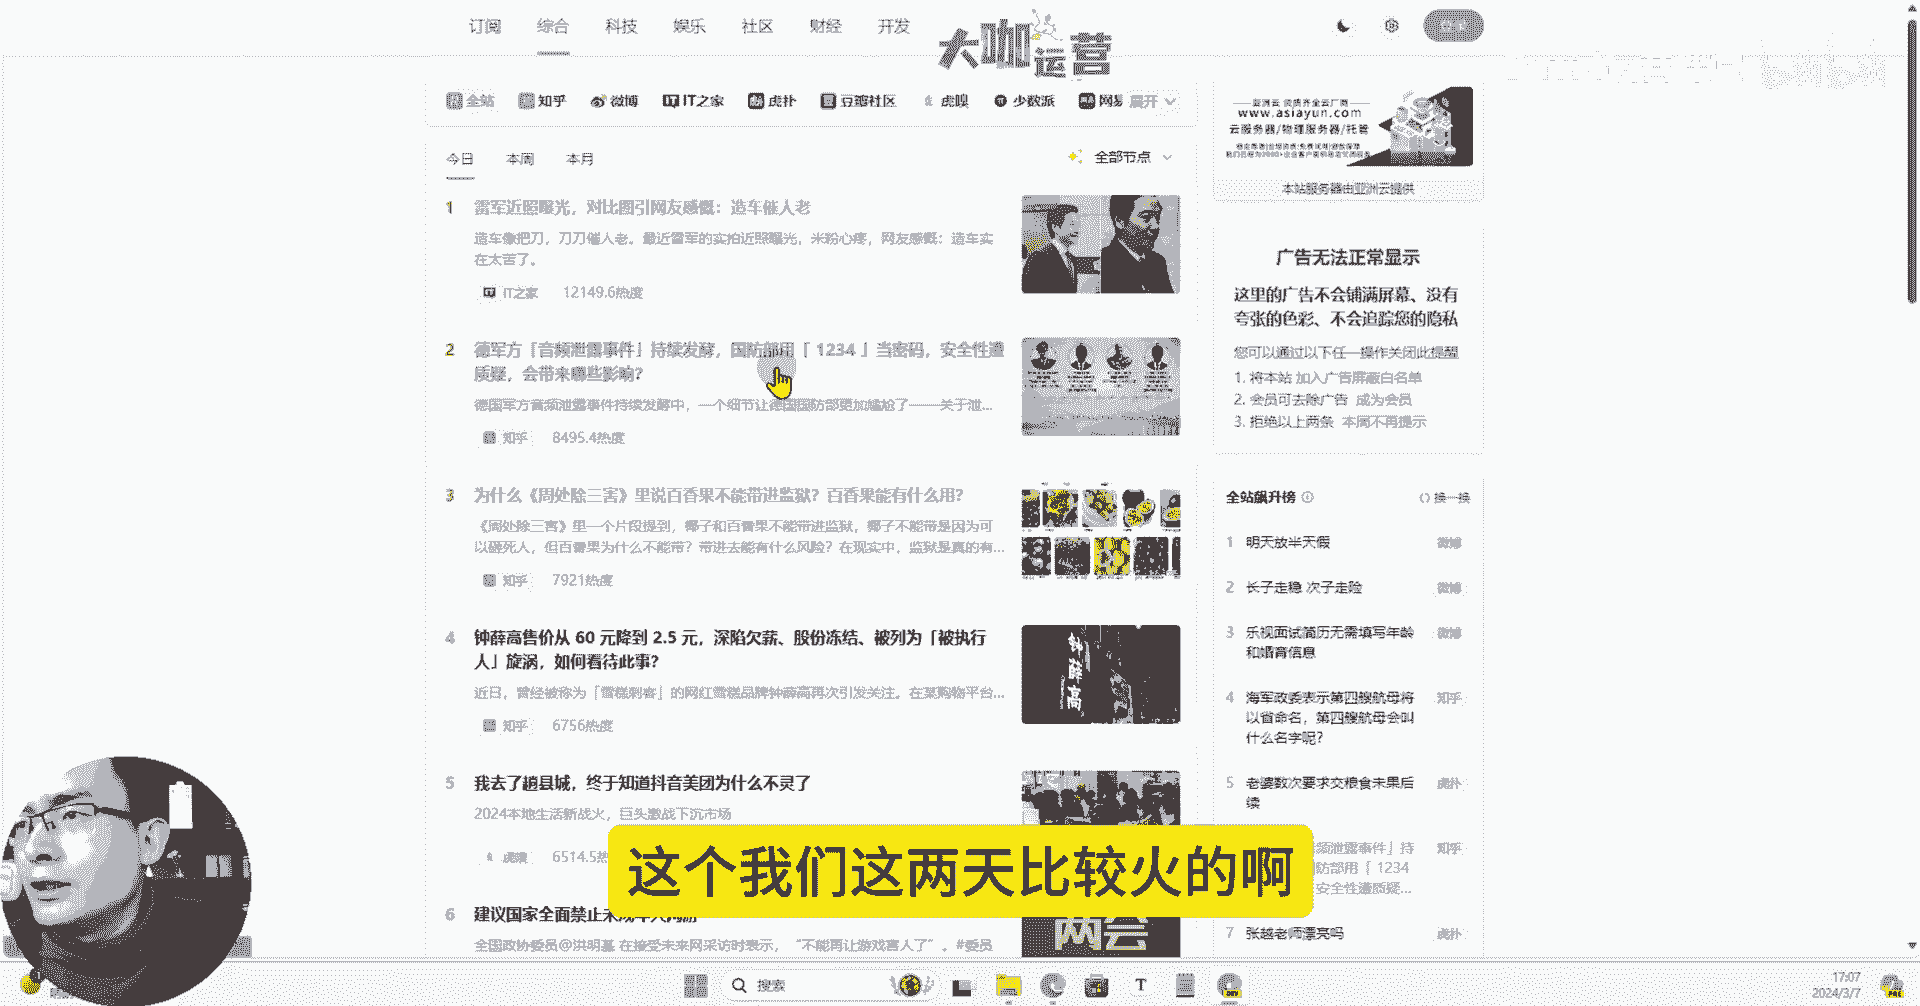 订阅 综合 科技 娱乐 社区 财经 开发
大咖运营
全站 知乎 微博 IT之家 虎扑 豆瓣社区 虎嗅 少数派 网易 展开
今日 本周 本月 全部节点
1 雷军近照曝光，对比图引网友感慨：造车催人老
造车像把刀，刀刀催人老。最近雷军的实拍近照曝光，米粉心疼，网友感慨：造车实
在太苦了。
IT之家 12149.6热度
2 德军方「音频泄露事件」持续发酵，国防部用「 1234 」当密码，安全性遭
质疑，会带来哪些影响？
德国军方音频泄露事件持续发酵中，一个细节让德国国防部更加尴尬了——关于泄...
知乎 8495.4热度
3 为什么《周处除三害》里说百香果不能带进监狱？百香果能有什么用？
《周处除三害》里一个片段提到，椰子和百香果不能带进监狱，椰子不能带是因为可
以砸死人，但百香果为什么不能带？带进去能有什么风险？在现实中，监狱是真的有...
知乎 7921热度
4 钟薛高售价从 60 元降到 2.5 元，深陷欠薪、股份冻结、被列为「被执行
人」旋涡，如何看待此事？
近日，曾经被称为「雪糕刺客」的网红雪糕品牌钟薛高再次引发关注。在某购物平台...
知乎 6756热度
钟薛高
5 我去了趟县城，终于知道抖音美团为什么不灵了
2024本地生活新战火，巨头激战下沉市场
虎嗅 6514.5热
6 建议国家全面禁止未成年人网游
全国政协委员@洪明基 在接受未来网采访时表示，“不能再让游戏害人了”。#委员
两会
亚洲云 优质齐全云厂商
www.asiayun.com
云服务器/物理服务器/托管
本站服务器由亚洲云提供
广告无法正常显示
这里的广告不会铺满屏幕、没有
夸张的色彩、不会追踪您的隐私
您可以通过以下任一操作关闭此提醒
1. 将本站 加入广告屏蔽白名单
2. 会员可去除广告 成为会员
3. 拒绝以上两条 本周不再提示
全站飙升榜 换一换
1 明天放半天假 微博
2 长子走稳 次子走险 微博
3 乐视面试简历无需填写年龄 微博
和婚育信息
4 海军政委表示第四艘航母将 知乎
以省命名，第四艘航母会叫
什么名字呢？
5 老婆数次要求交粮食未果后 虎扑
续
频泄露事件」持 知乎
防部用「 1234
安全性遭质疑...
7 张越老师漂亮吗 虎扑
这个我们这两天比较火的啊
搜索
17:07
2024/3/7